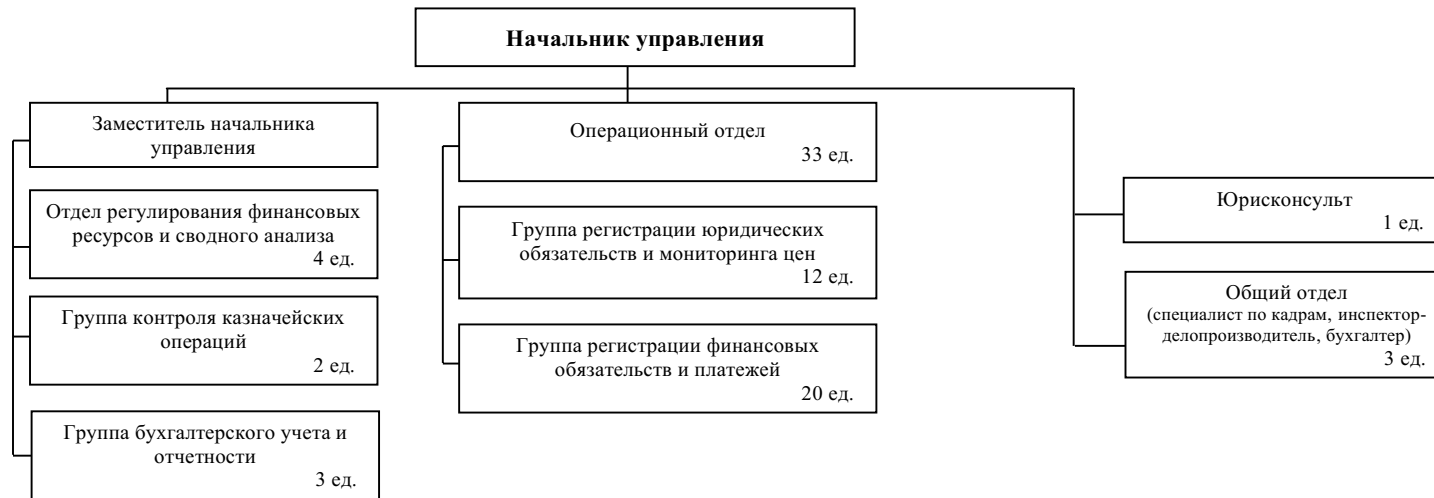 Начальник управления
Заместитель начальника
управления
Отдел регулирования финансовых
ресурсов и сводного анализа
4 ед.
Группа контроля казначейских
операций
2 ед.
Группа бухгалтерского учета и
отчетности
3 ед.
Операционный отдел
33 ед.
Группа регистрации юридических
обязательств и мониторинга цен
12 ед.
Группа регистрации финансовых
обязательств и платежей
20 ед.
Юрисконсульт
1 ед.
Общий отдел
(специалист по кадрам, инспектор-
делопроизводитель, бухгалтер)
3 ед.